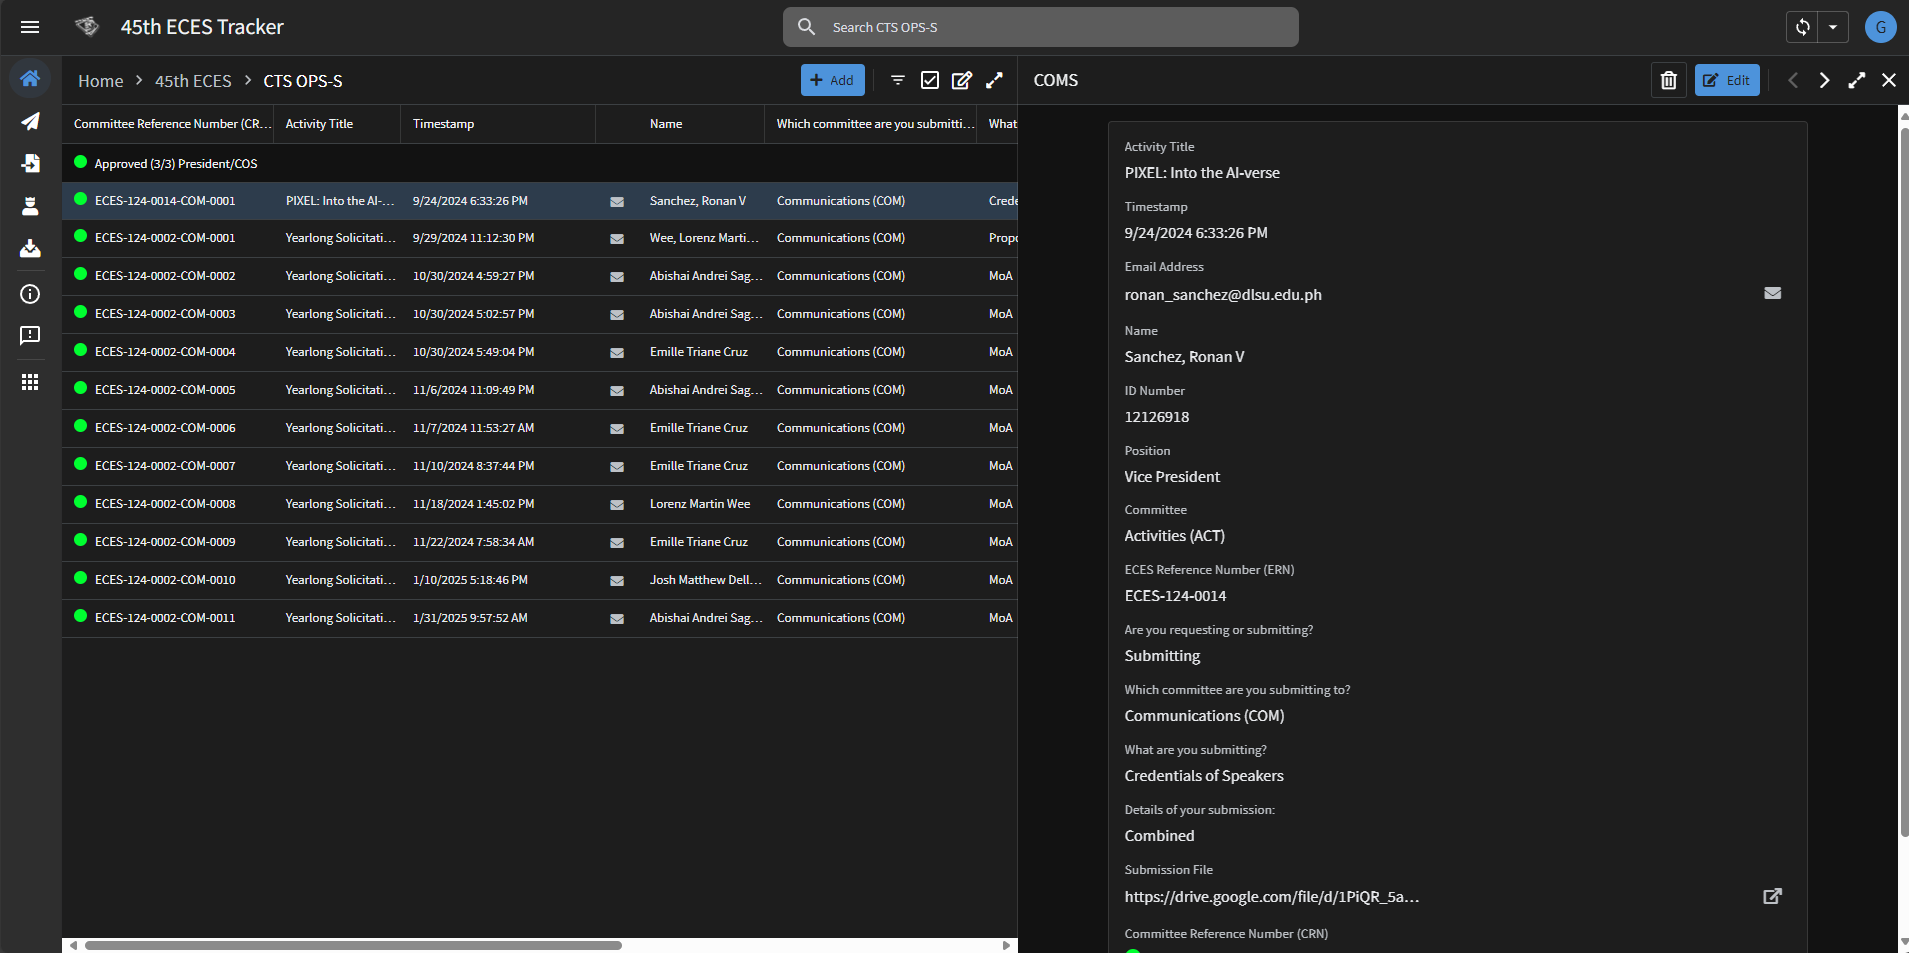 45th ECES Tracker
Search CTS OPS-S
G
Home > 45th ECES > CTS OPS-S
Add
COMS
Edit
Committee Reference Number (CR... Activity Title Timestamp Name Which committee are you submitti... What
Approved (3/3) President/COS
ECES-124-0014-COM-0001 PIXEL: Into the AI-... 9/24/2024 6:33:26 PM Sanchez, Ronan V Communications (COM) Crede
ECES-124-0002-COM-0001 Yearlong Solicitati... 9/29/2024 11:12:30 PM Wee, Lorenz Marti... Communications (COM) Propo
ECES-124-0002-COM-0002 Yearlong Solicitati... 10/30/2024 4:59:27 PM Abishai Andrei Sag... Communications (COM) MoA
ECES-124-0002-COM-0003 Yearlong Solicitati... 10/30/2024 5:02:57 PM Abishai Andrei Sag... Communications (COM) MoA
ECES-124-0002-COM-0004 Yearlong Solicitati... 10/30/2024 5:49:04 PM Emille Triane Cruz Communications (COM) MoA
ECES-124-0002-COM-0005 Yearlong Solicitati... 11/6/2024 11:09:49 PM Abishai Andrei Sag... Communications (COM) MoA
ECES-124-0002-COM-0006 Yearlong Solicitati... 11/7/2024 11:53:27 AM Emille Triane Cruz Communications (COM) MoA
ECES-124-0002-COM-0007 Yearlong Solicitati... 11/10/2024 8:37:44 PM Emille Triane Cruz Communications (COM) MoA
ECES-124-0002-COM-0008 Yearlong Solicitati... 11/18/2024 1:45:02 PM Lorenz Martin Wee Communications (COM) MoA
ECES-124-0002-COM-0009 Yearlong Solicitati... 11/22/2024 7:58:34 AM Emille Triane Cruz Communications (COM) MoA
ECES-124-0002-COM-0010 Yearlong Solicitati... 1/10/2025 5:18:46 PM Josh Matthew Dell... Communications (COM) MoA
ECES-124-0002-COM-0011 Yearlong Solicitati... 1/31/2025 9:57:52 AM Abishai Andrei Sag... Communications (COM) MoA
Activity Title
PIXEL: Into the AI-verse
Timestamp
9/24/2024 6:33:26 PM
Email Address
ronan_sanchez@dlsu.edu.ph
Name
Sanchez, Ronan V
ID Number
12126918
Position
Vice President
Committee
Activities (ACT)
ECES Reference Number (ERN)
ECES-124-0014
Are you requesting or submitting?
Submitting
Which committee are you submitting to?
Communications (COM)
What are you submitting?
Credentials of Speakers
Details of your submission:
Combined
Submission File
https://drive.google.com/file/d/1PiQR_5a...
Committee Reference Number (CRN)